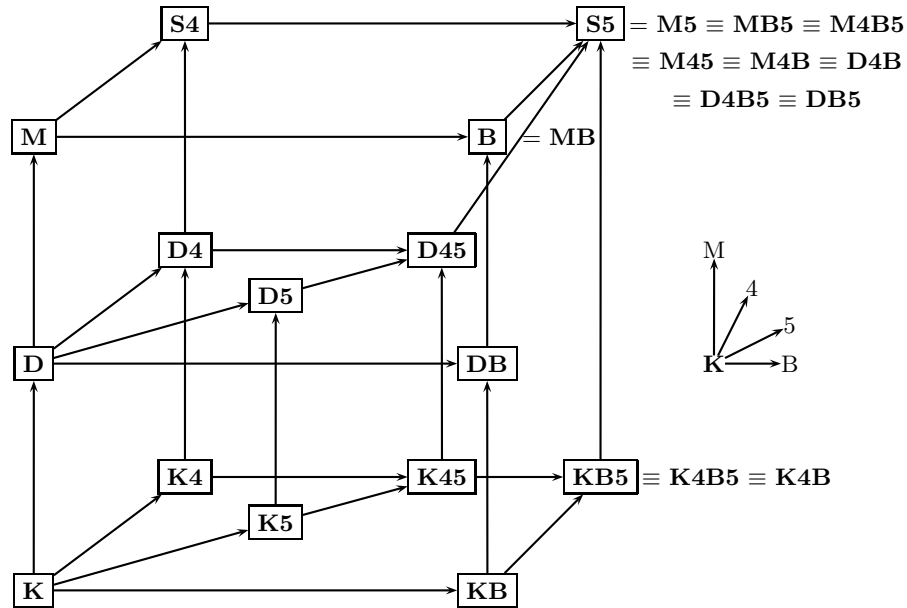 S4 S5 = M5 ≡ MB5 ≡ M4B5
≡ M45 ≡ M4B ≡ D4B
≡ D4B5 ≡ DB5
M B = MB
D4 D45 M
4
D5
5
D DB K B
K4 K45 KB5 ≡ K4B5 ≡ K4B
K5
K KB